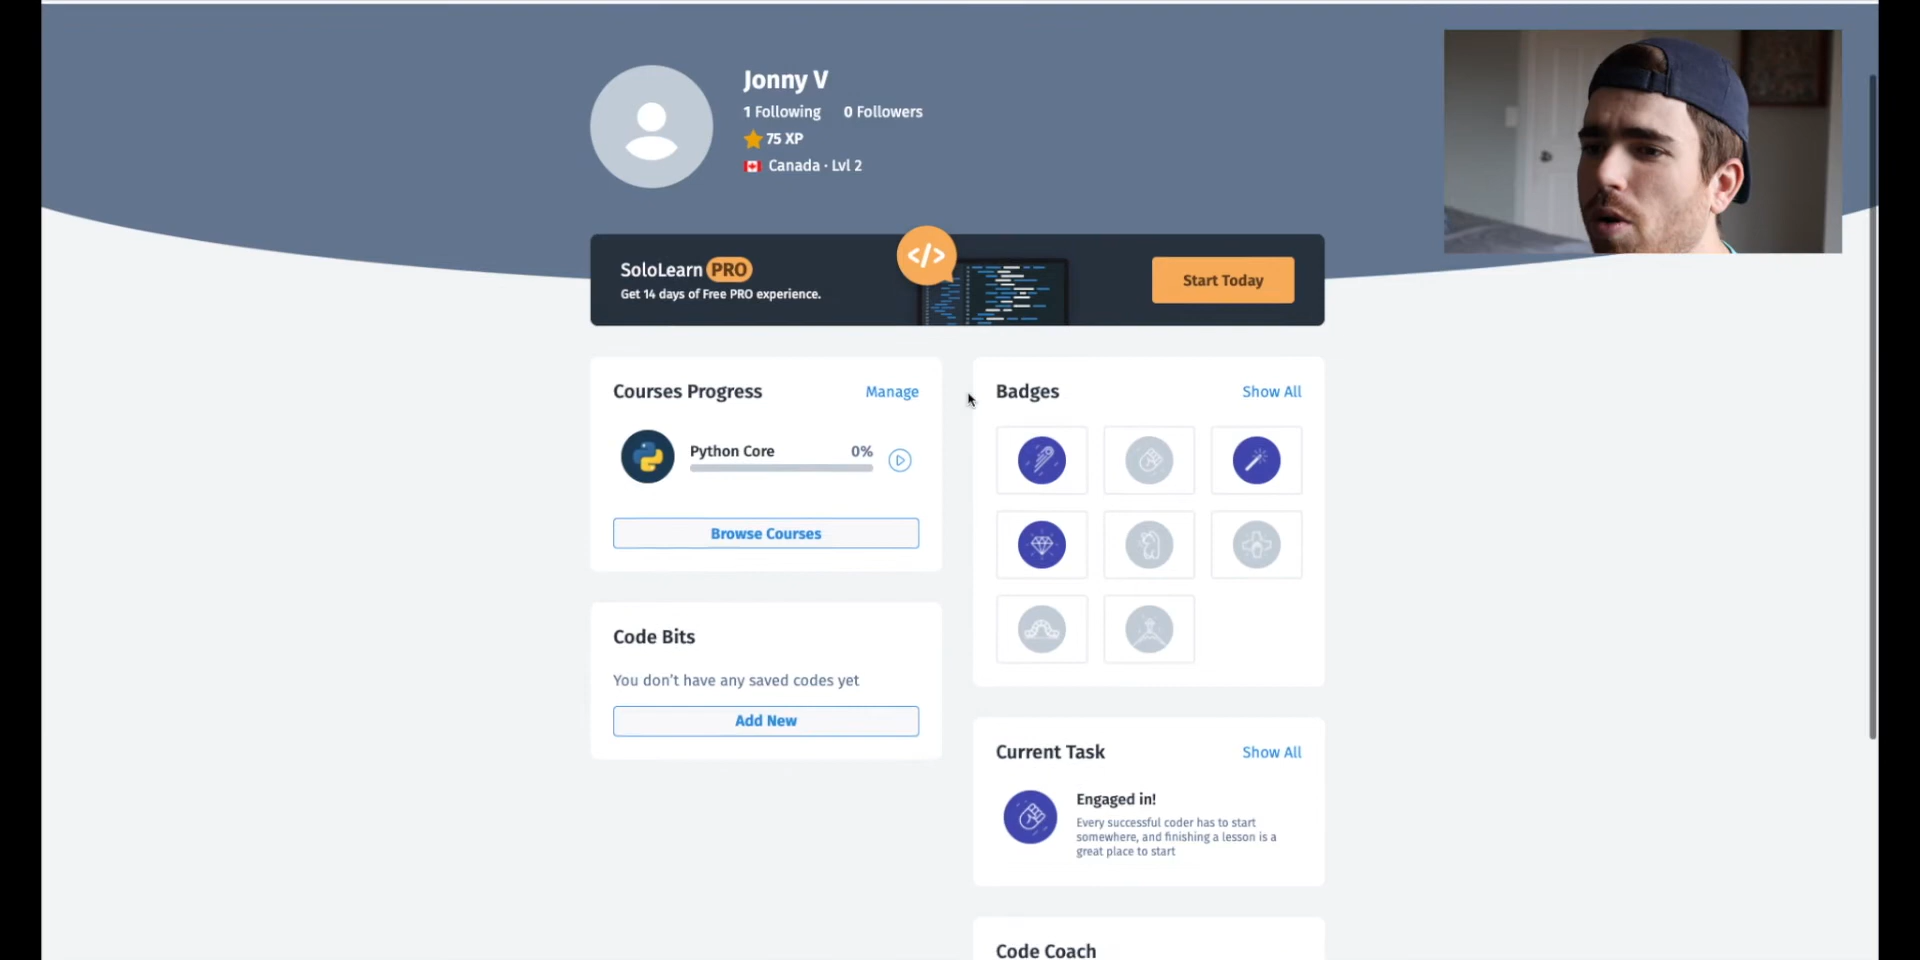 Jonny V
1 Following 0 Followers
75 XP
Canada · Lvl 2
SoloLearn PRO
Get 14 days of Free PRO experience.
</>
Start Today
Courses Progress Manage
Python Core 0%
Browse Courses
Code Bits
You don't have any saved codes yet
Add New
Badges Show All
Current Task Show All
Engaged in!
Every successful coder has to start
somewhere, and finishing a lesson is a
great place to start
Code Coach